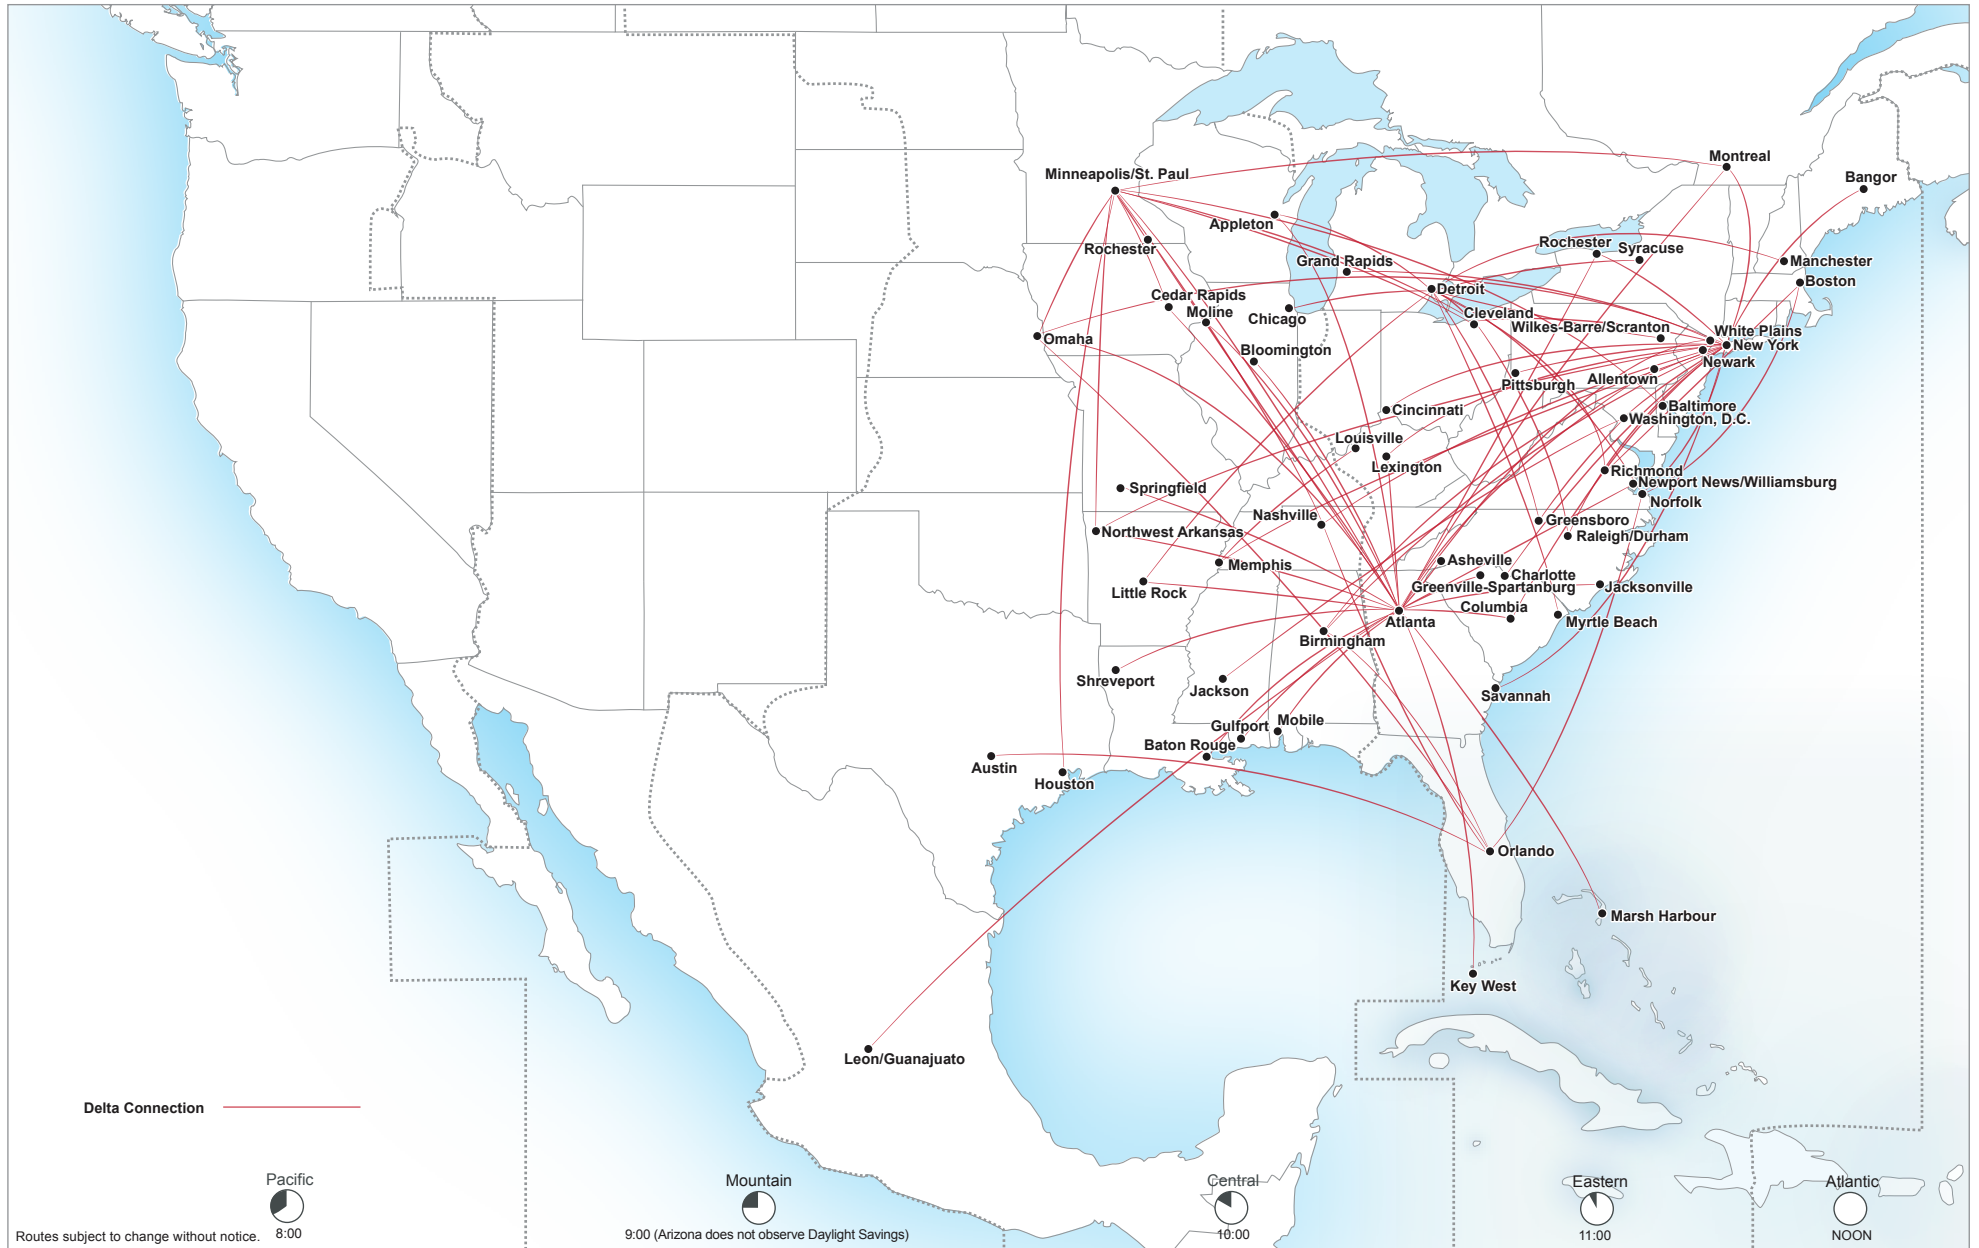 Montreal
Minneapolis/St. Paul
Bangor
Appleton
Rochester
Rochester
Syracuse
Grand Rapids
Manchester
Detroit
Boston
Cedar Rapids
Moline
Chicago
Cleveland
Wilkes-Barre/Scranton
White Plains
Omaha
New York
Bloomington
Newark
Pittsburgh
Allentown
Cincinnati
Baltimore
Washington, D.C.
Louisville
Lexington
Richmond
Springfield
Newport News/Williamsburg
Norfolk
Nashville
Greensboro
Northwest Arkansas
Raleigh/Durham
Memphis
Asheville
Charlotte
Little Rock
Greenville-Spartanburg
Jacksonville
Columbia
Atlanta
Myrtle Beach
Birmingham
Shreveport
Jackson
Savannah
Gulfport
Mobile
Baton Rouge
Austin
Houston
Orlando
Marsh Harbour
Key West
Leon/Guanajuato
Delta Connection
Pacific
Mountain
Central
Eastern
Atlantic
Routes subject to change without notice.
8:00
9:00 (Arizona does not observe Daylight Savings)
10:00
11:00
NOON